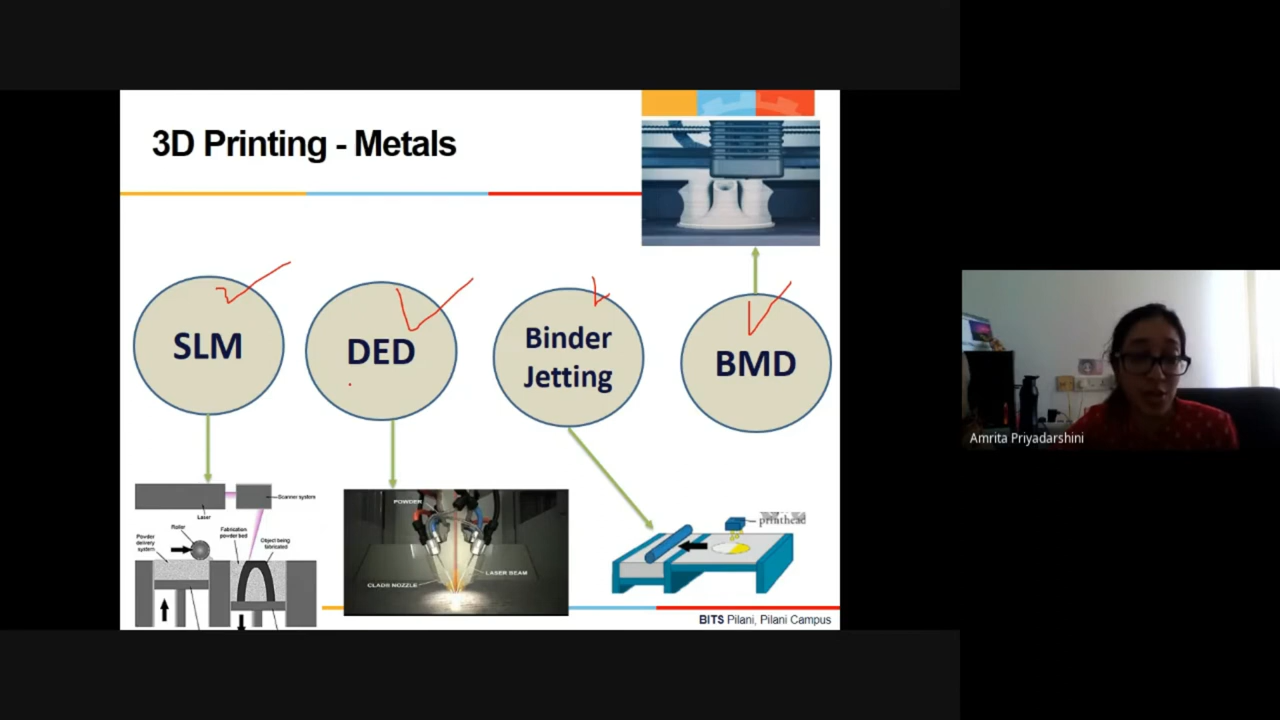 3D Printing - Metals
SLM
DED
Binder
Jetting
BMD
Scanner system
Laser
Roller
Powder
delivery
system
Fabrication
powder bed
Object being
fabricated
POWDER
LASER BEAM
CLADE NOZZLE
printhead
BITS Pilani, Pilani Campus
Amrita Priyadarshini